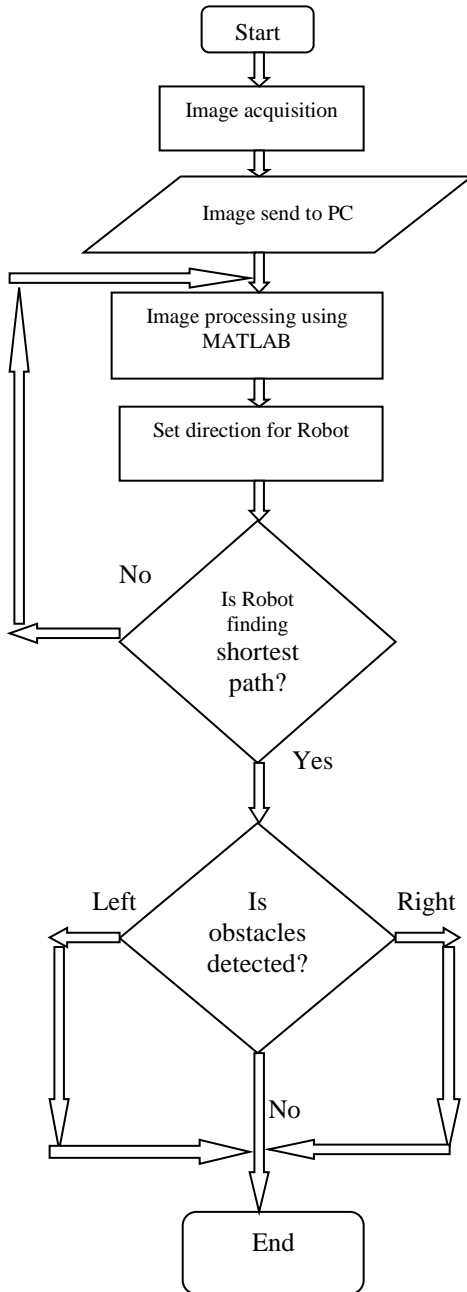 Start
Image acquisition
Image send to PC
Image processing using
MATLAB
Set direction for Robot
No
Is Robot
finding
shortest
path?
Yes
Left
Is
obstacles
detected?
Right
No
End